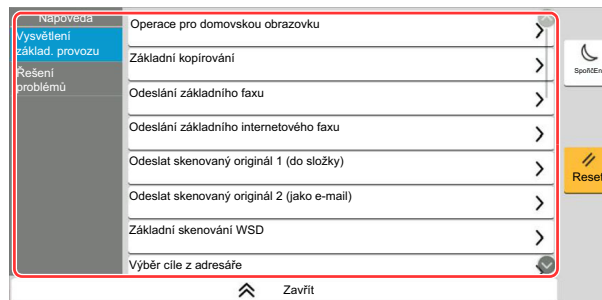 Nápověda
Vysvětlení
základ. provozu
Řešení
problémů
Operace pro domovskou obrazovku
Základní kopírování
Odeslání základního faxu
Odeslání základního internetového faxu
Odeslat skenovaný originál 1 (do složky)
Odeslat skenovaný originál 2 (jako e-mail)
Základní skenování WSD
Výběr cíle z adresáře
Zavřít
SpořičEn
Reset